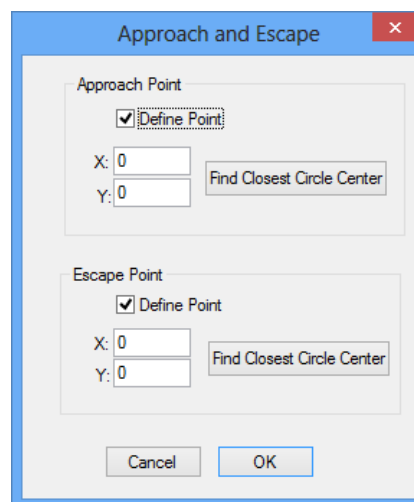 Approach and Escape
Approach Point
Define Point
X: 0
Y: 0
Find Closest Circle Center
Escape Point
Define Point
X: 0
Y: 0
Find Closest Circle Center
Cancel
OK